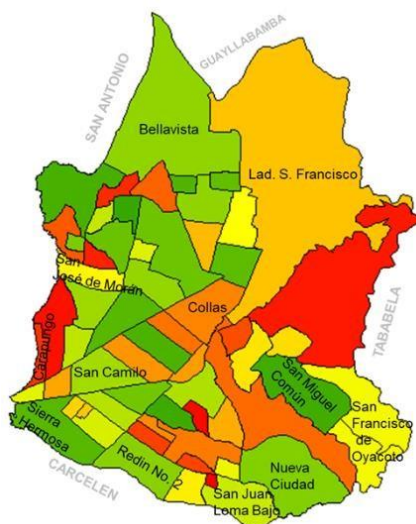 GUAYLLABAMBA
SAN ANTONIO
Bellavista
Lad. S. Francisco
San
José de Morán
Collas
TABABELA
Carapungo
San Camilo
San Miguel
Común
Sierra
Hermosa
San
Francisco
de
Oyacoto
CARCELEN
Redin No. 2
Nueva
Ciudad
San Juan
Loma Bajo